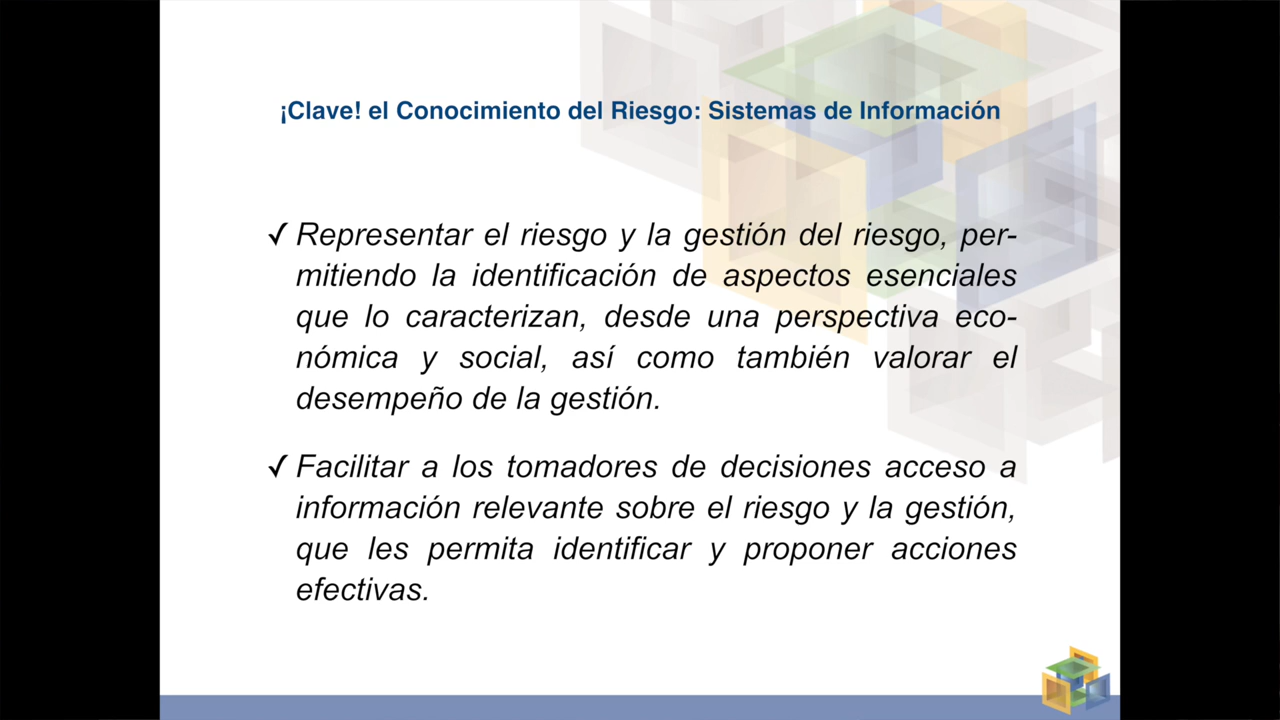 ¡Clave! el Conocimiento del Riesgo: Sistemas de Información
✓ Representar el riesgo y la gestión del riesgo, per-
mitiendo la identificación de aspectos esenciales
que lo caracterizan, desde una perspectiva eco-
nómica y social, así como también valorar el
desempeño de la gestión.
✓ Facilitar a los tomadores de decisiones acceso a
información relevante sobre el riesgo y la gestión,
que les permita identificar y proponer acciones
efectivas.